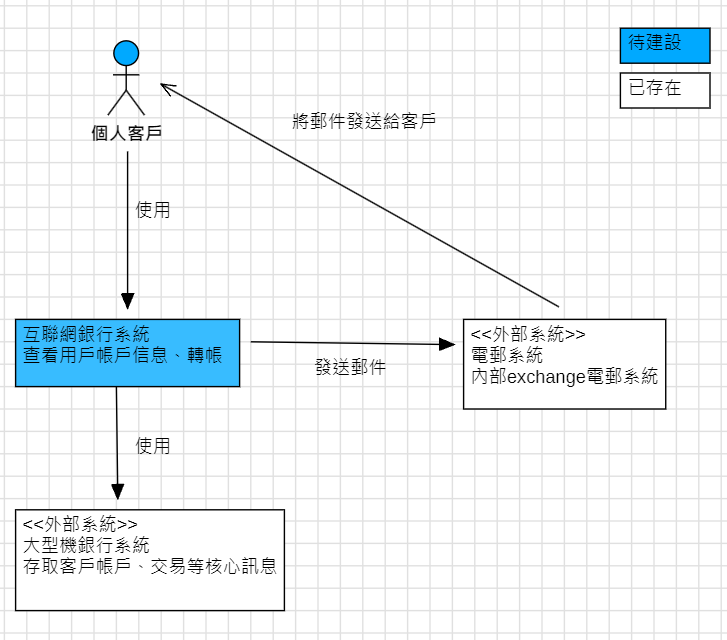 待建設
已存在
將郵件發送給客戶
個人客戶
使用
互聯網銀行系統
查看用戶帳戶信息、轉帳
發送郵件
<<外部系統>>
電郵系統
內部exchange電郵系統
使用
<<外部系統>>
大型機銀行系統
存取客戶帳戶、交易等核心訊息